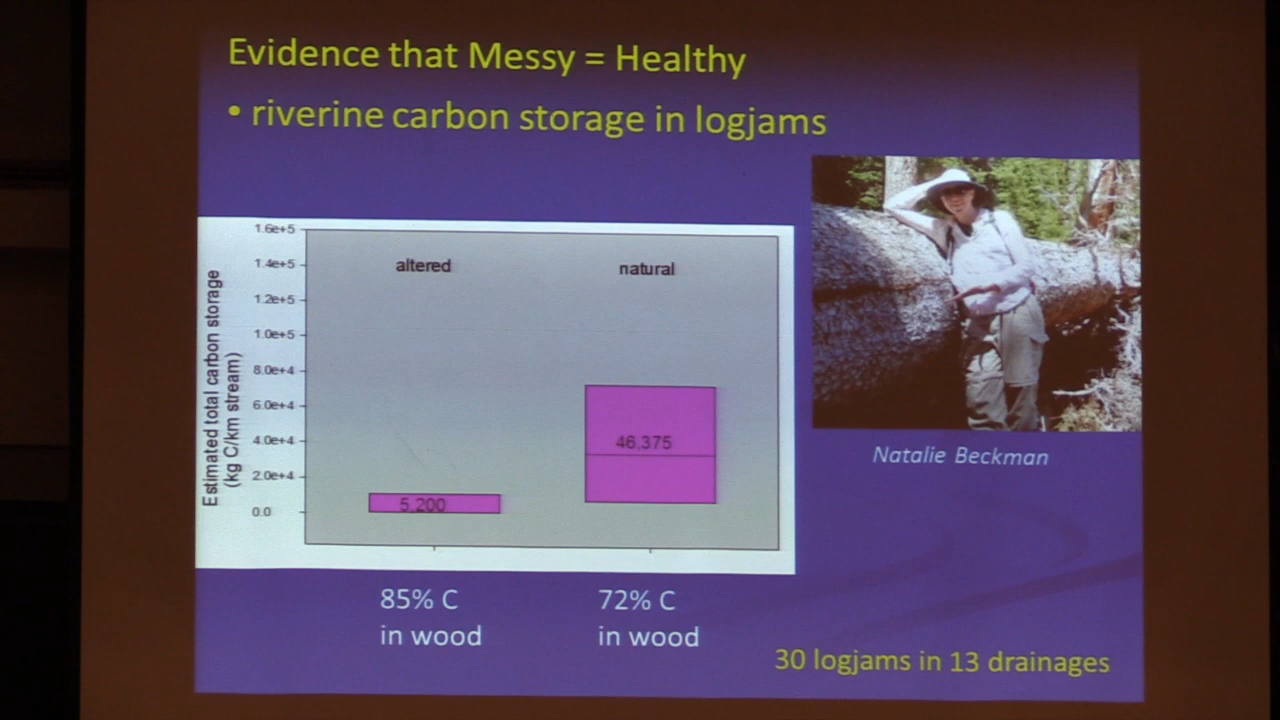 Evidence that Messy = Healthy
• riverine carbon storage in logjams
Estimated total carbon storage
(kg C/km stream)
1.6e+5
1.4e+5
1.2e+5
1.0e+5
8.0e+4
6.0e+4
4.0e+4
2.0e+4
0.0
altered
natural
5,200
46,375
Natalie Beckman
85% C
in wood
72% C
in wood
30 logjams in 13 drainages